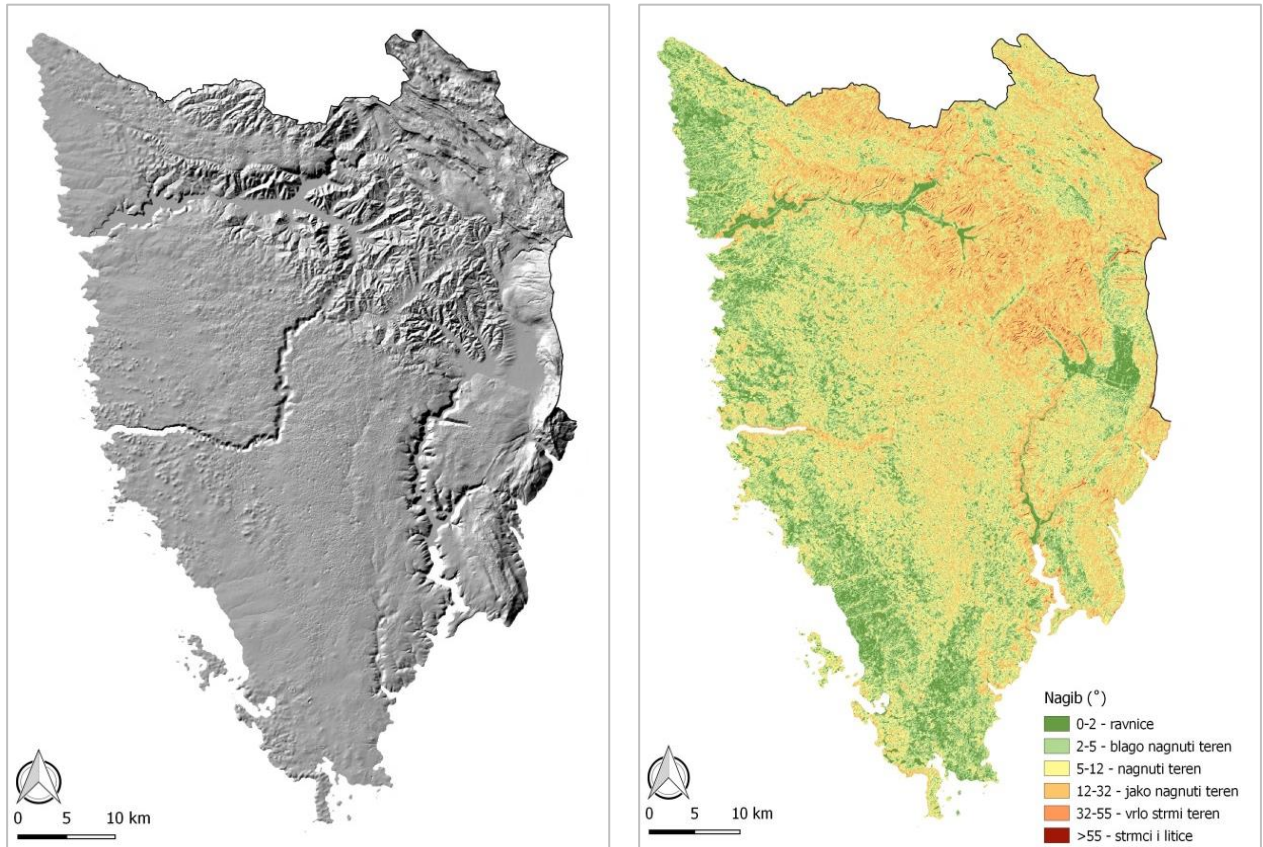 0 5 10 km
0 5 10 km
Nagib (°)
0-2 - ravnice
2-5 - blago nagnuti teren
5-12 - nagnuti teren
12-32 - jako nagnuti teren
32-55 - vrlo strmi teren
>55 - strmci i litice